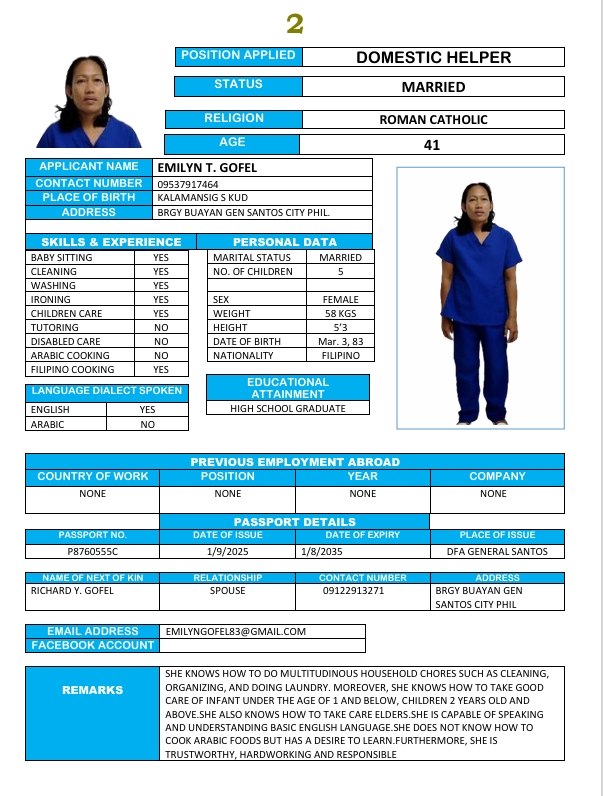 2
POSITION APPLIED DOMESTIC HELPER
STATUS MARRIED
RELIGION ROMAN CATHOLIC
AGE 41
APPLICANT NAME EMILYN T. GOFEL
CONTACT NUMBER 09537917464
PLACE OF BIRTH KALAMANSIG S KUD
ADDRESS BRGY BUAYAN GEN SANTOS CITY PHIL.
SKILLS & EXPERIENCE PERSONAL DATA
BABY SITTING YES MARITAL STATUS MARRIED
CLEANING YES NO. OF CHILDREN 5
WASHING YES
IRONING YES SEX FEMALE
CHILDREN CARE YES WEIGHT 58 KGS
TUTORING NO HEIGHT 5'3
DISABLED CARE NO DATE OF BIRTH Mar. 3, 83
ARABIC COOKING NO NATIONALITY FILIPINO
FILIPINO COOKING YES
LANGUAGE DIALECT SPOKEN
ENGLISH YES
ARABIC NO
EDUCATIONAL
ATTAINMENT
HIGH SCHOOL GRADUATE
PREVIOUS EMPLOYMENT ABROAD
COUNTRY OF WORK POSITION YEAR COMPANY
NONE NONE NONE NONE
PASSPORT DETAILS
PASSPORT NO. DATE OF ISSUE DATE OF EXPIRY PLACE OF ISSUE
P8760555C 1/9/2025 1/8/2035 DFA GENERAL SANTOS
NAME OF NEXT OF KIN RELATIONSHIP CONTACT NUMBER ADDRESS
RICHARD Y. GOFEL SPOUSE 09122913271 BRGY BUAYAN GEN
SANTOS CITY PHIL
EMAIL ADDRESS EMILYNGOFEL83@GMAIL.COM
FACEBOOK ACCOUNT
REMARKS
SHE KNOWS HOW TO DO MULTITUDINOUS HOUSEHOLD CHORES SUCH AS CLEANING,
ORGANIZING, AND DOING LAUNDRY. MOREOVER, SHE KNOWS HOW TO TAKE GOOD
CARE OF INFANT UNDER THE AGE OF 1 AND BELOW, CHILDREN 2 YEARS OLD AND
ABOVE.SHE ALSO KNOWS HOW TO TAKE CARE ELDERS.SHE IS CAPABLE OF SPEAKING
AND UNDERSTANDING BASIC ENGLISH LANGUAGE.SHE DOES NOT KNOW HOW TO
COOK ARABIC FOODS BUT HAS A DESIRE TO LEARN.FURTHERMORE, SHE IS
TRUSTWORTHY, HARDWORKING AND RESPONSIBLE